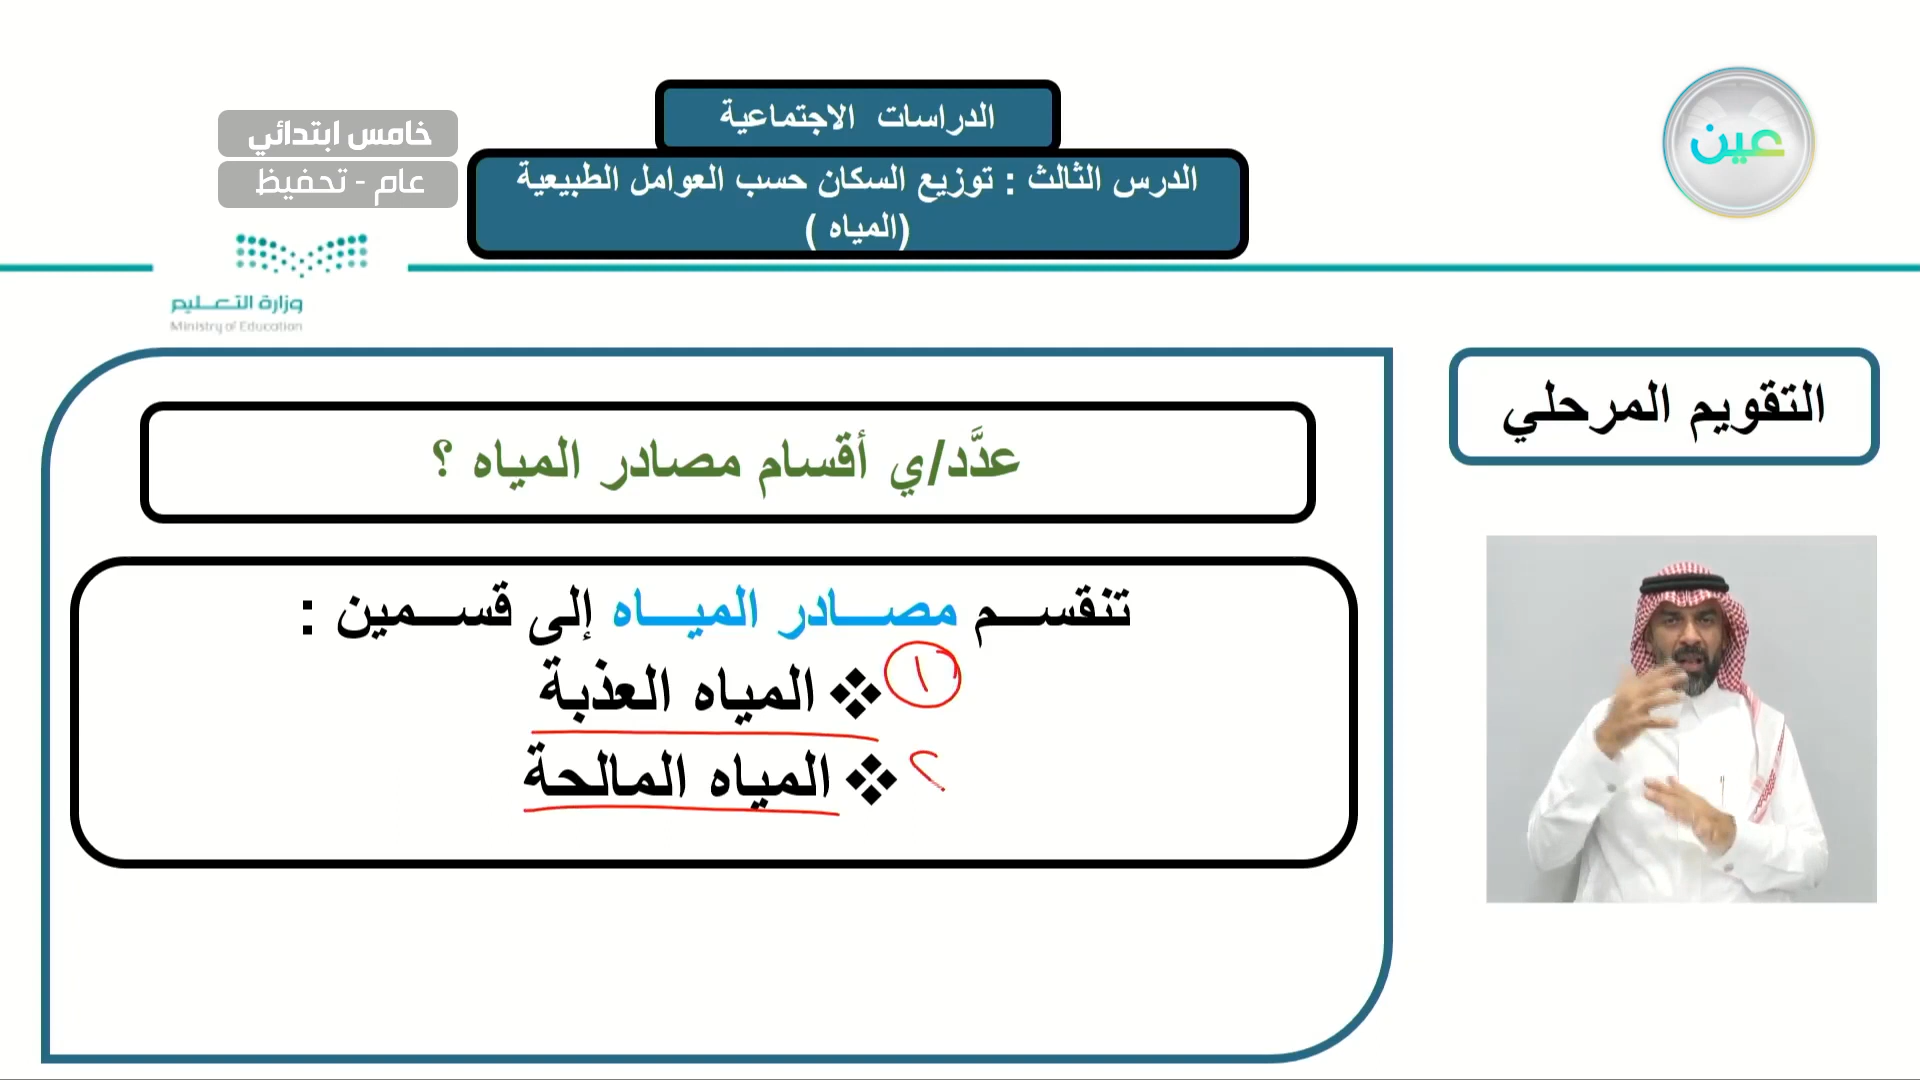 الدراسات الاجتماعية
الدرس الثالث : توزيع السكان حسب العوامل الطبيعية
(المياه )
خامس ابتدائي
عام - تحفيظ
عين
وزارة التعليم
Ministry of Education
التقويم المرحلي
عدَّد/ي أقسام مصادر المياه ؟
تنقسم مصادر المياه إلى قسمين :
١ ❖ المياه العذبة
٢ ❖ المياه المالحة